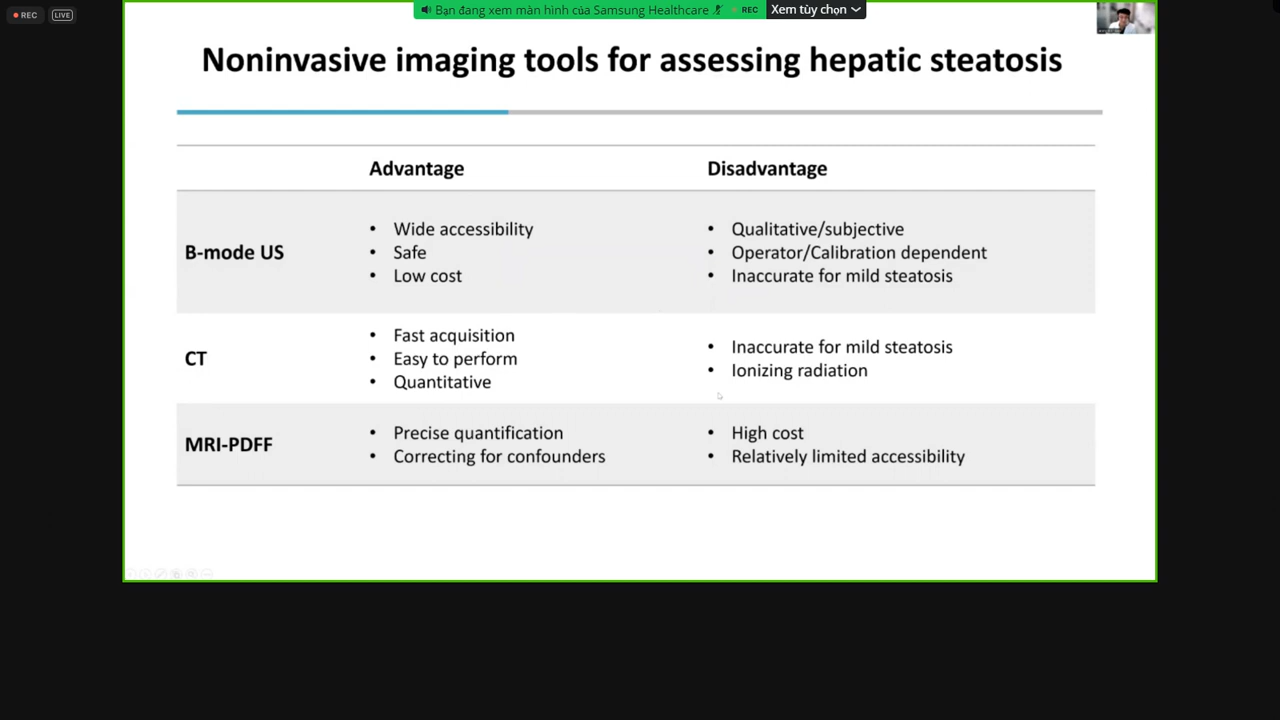 REC
LIVE
Bạn đang xem màn hình của Samsung Healthcare
REC
Xem tùy chọn
Noninvasive imaging tools for assessing hepatic steatosis
Advantage Disadvantage
B-mode US
• Wide accessibility
• Safe
• Low cost
• Qualitative/subjective
• Operator/Calibration dependent
• Inaccurate for mild steatosis
CT
• Fast acquisition
• Easy to perform
• Quantitative
• Inaccurate for mild steatosis
• Ionizing radiation
MRI-PDFF
• Precise quantification
• Correcting for confounders
• High cost
• Relatively limited accessibility